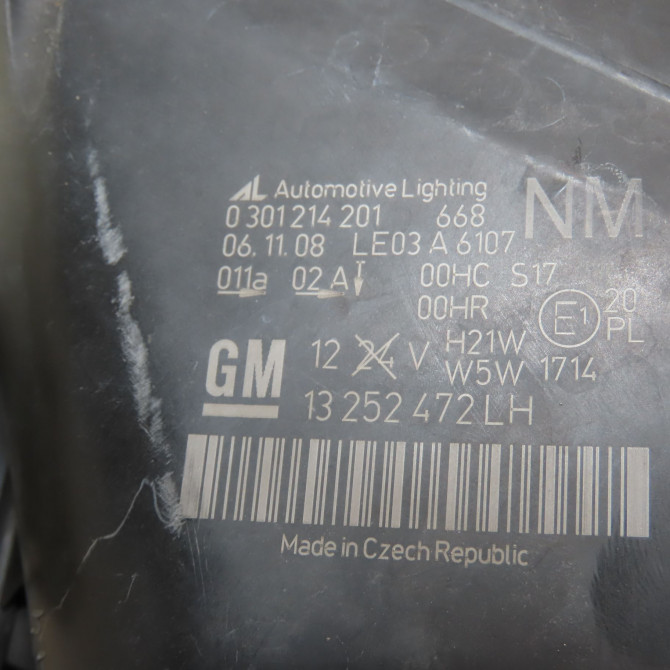 AL Automotive Lighting NM
0 301 214 201 668
06.11.08 LE03 A 6107
011a 02 A 00HC S17
00HR E1 20 PL
GM 12 24 V H21W
W5W 1714
13 252 472 LH
Made in Czech Republic